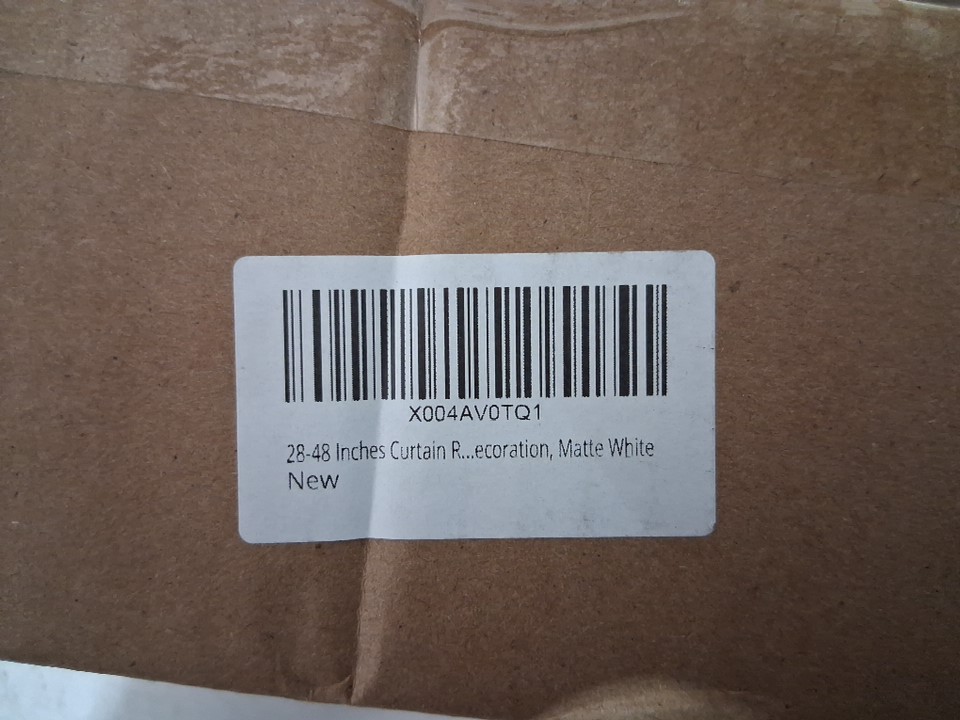 X004AV0TQ1
28-48 Inches Curtain R...ecoration, Matte White
New